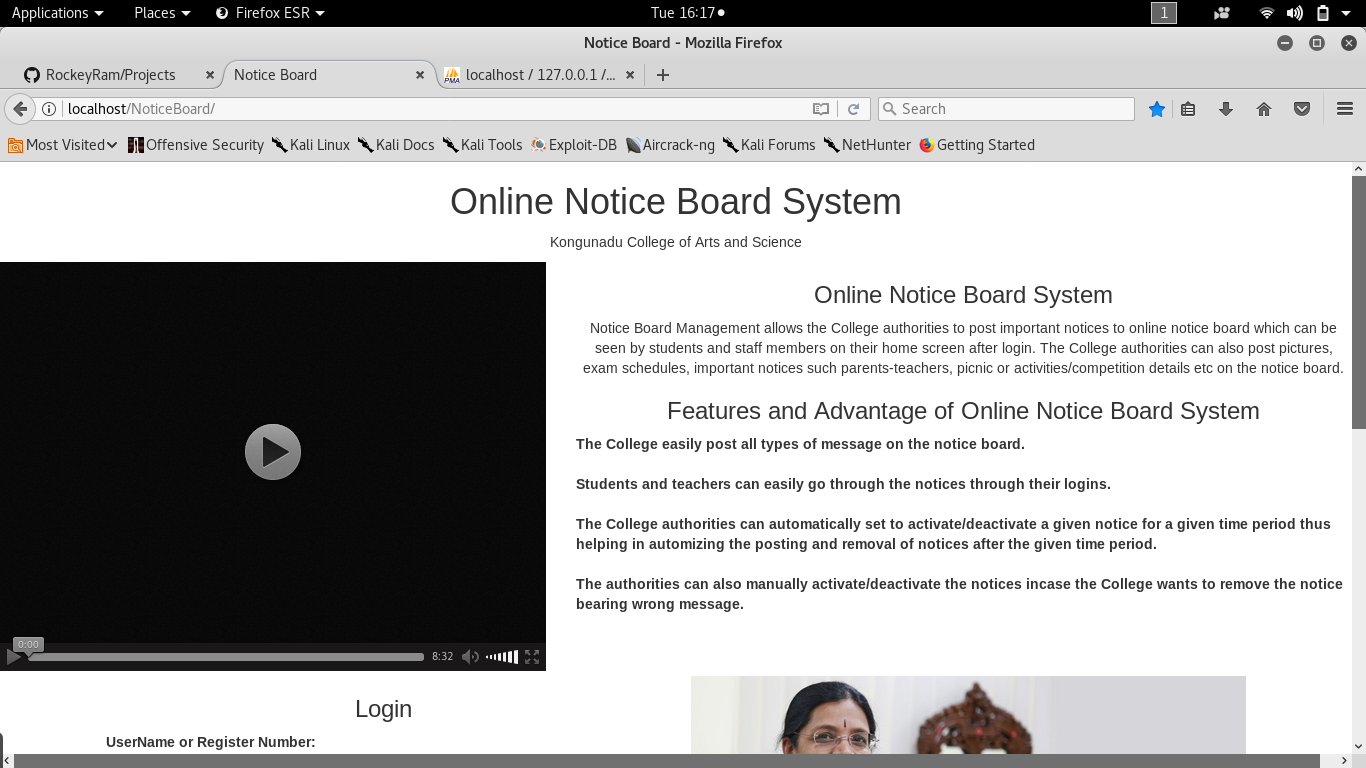 Applications Places Firefox ESR Tue 16:17 1
Notice Board - Mozilla Firefox
RockeyRam/Projects Notice Board PMA localhost / 127.0.0.1 /...
localhost/NoticeBoard/ Search
Most Visited Offensive Security Kali Linux Kali Docs Kali Tools Exploit-DB Aircrack-ng Kali Forums NetHunter Getting Started
Online Notice Board System
Kongunadu College of Arts and Science
Online Notice Board System
Notice Board Management allows the College authorities to post important notices to online notice board which can be
seen by students and staff members on their home screen after login. The College authorities can also post pictures,
exam schedules, important notices such parents-teachers, picnic or activities/competition details etc on the notice board.
Features and Advantage of Online Notice Board System
The College easily post all types of message on the notice board.
Students and teachers can easily go through the notices through their logins.
The College authorities can automatically set to activate/deactivate a given notice for a given time period thus
helping in automizing the posting and removal of notices after the given time period.
The authorities can also manually activate/deactivate the notices incase the College wants to remove the notice
bearing wrong message.
0:00
8:32
Login
UserName or Register Number: